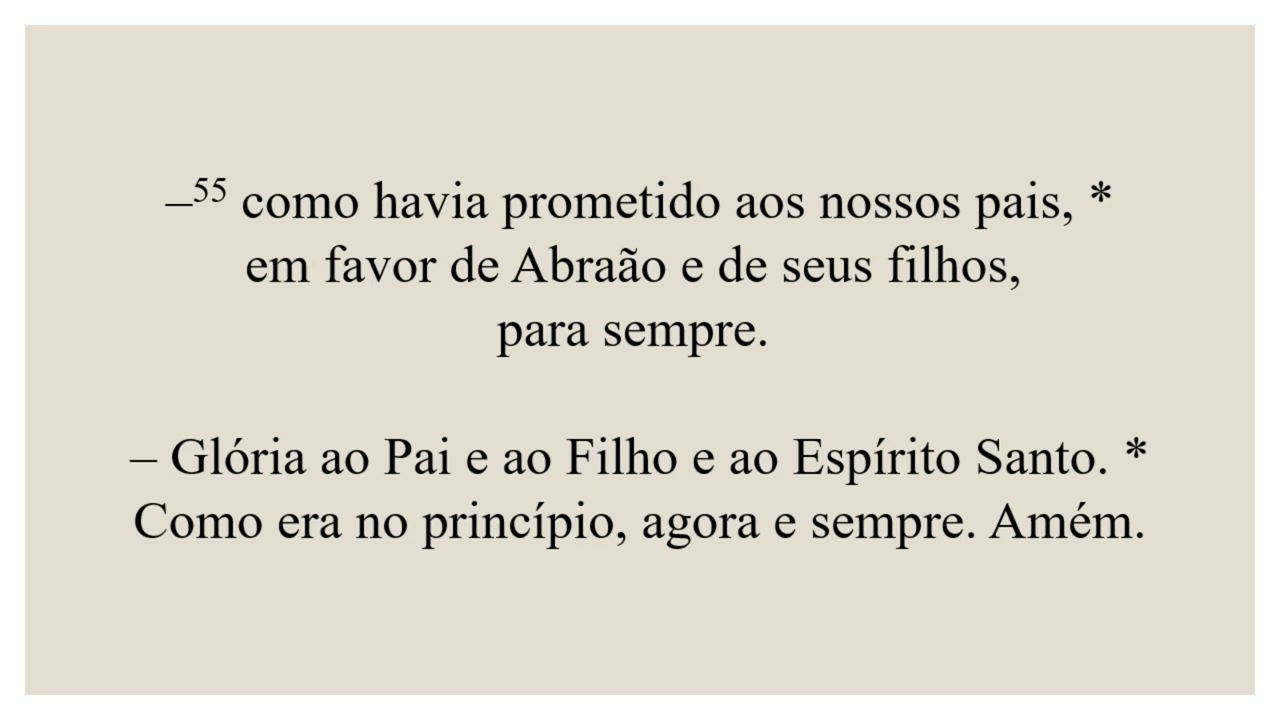 –⁵⁵ como havia prometido aos nossos pais, *
em favor de Abraão e de seus filhos,
para sempre.
– Glória ao Pai e ao Filho e ao Espírito Santo. *
Como era no princípio, agora e sempre. Amém.